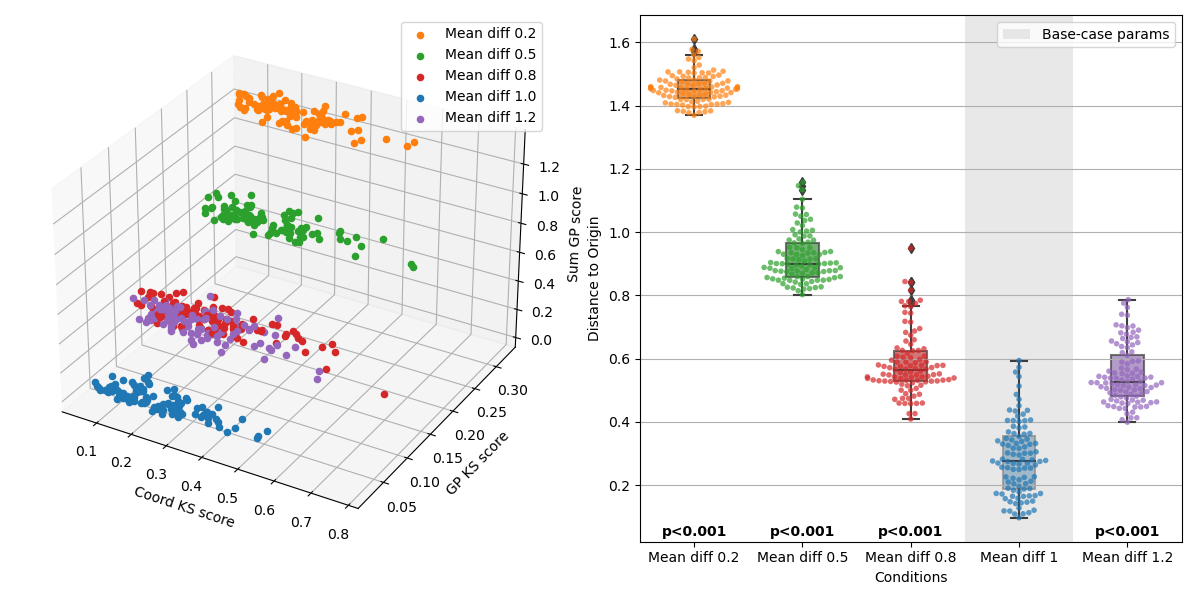 Mean diff 0.2
Mean diff 0.5
Mean diff 0.8
Mean diff 1.0
Mean diff 1.2
1.2
1.0
0.8
0.6
0.4
0.2
0.0
Sum GP score
0.30
0.25
0.20
0.15
0.10
0.05
GP KS score
0.1
0.2
0.3
0.4
0.5
0.6
0.7
0.8
Coord KS score
Base-case params
1.6
1.4
1.2
1.0
0.8
0.6
0.4
0.2
Distance to Origin
p<0.001
p<0.001
p<0.001
p<0.001
Mean diff 0.2
Mean diff 0.5
Mean diff 0.8
Mean diff 1
Mean diff 1.2
Conditions